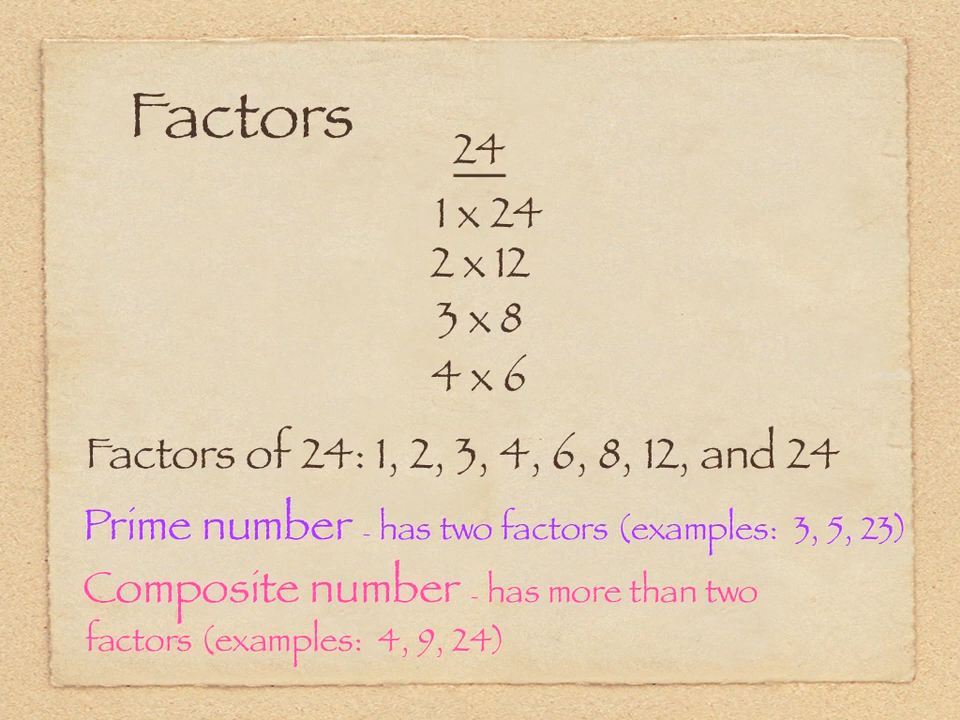 Factors
24
1 x 24
2 x 12
3 x 8
4 x 6
Factors of 24: 1, 2, 3, 4, 6, 8, 12, and 24
Prime number - has two factors (examples: 3, 5, 23)
Composite number - has more than two
factors (examples: 4, 9, 24)